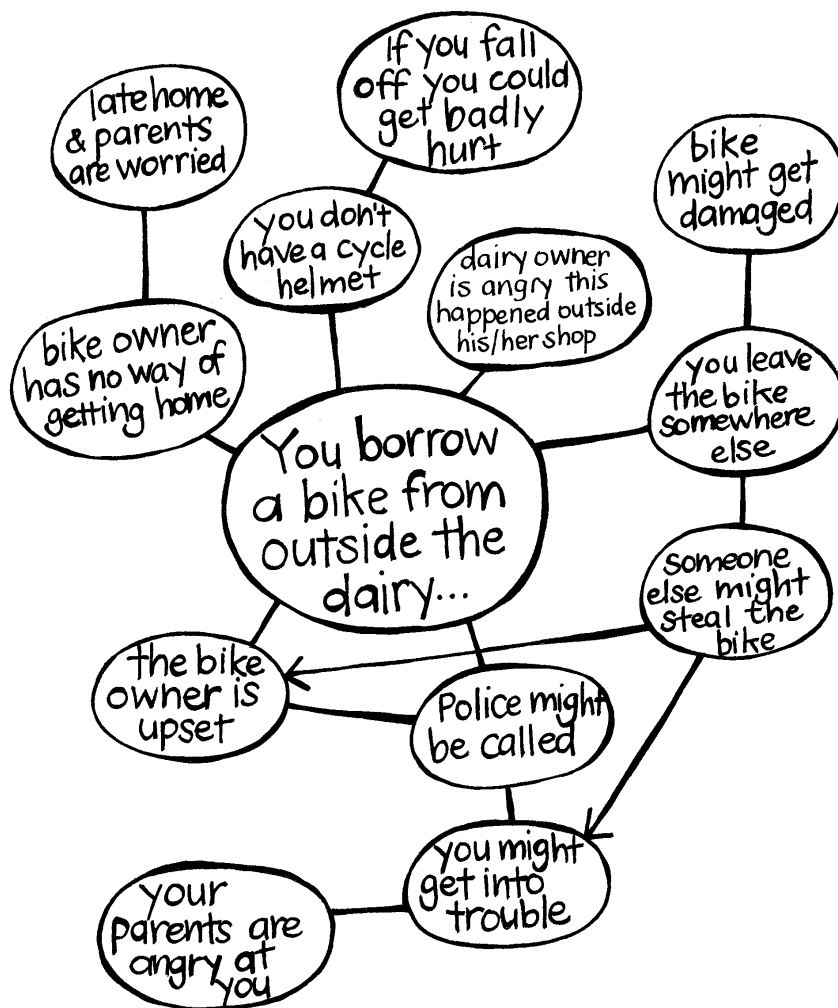 If you fall
off you could
get badly
hurt
late home
& parents
are worried
bike
might get
damaged
you don't
have a cycle
helmet
dairy owner
is angry this
happened outside
his/her shop
bike owner
has no way of
getting home
you leave
the bike
somewhere
else
You borrow
a bike from
outside the
dairy...
someone
else might
steal the
bike
the bike
owner is
upset
Police might
be called
you might
get into
trouble
your
parents are
angry at
you